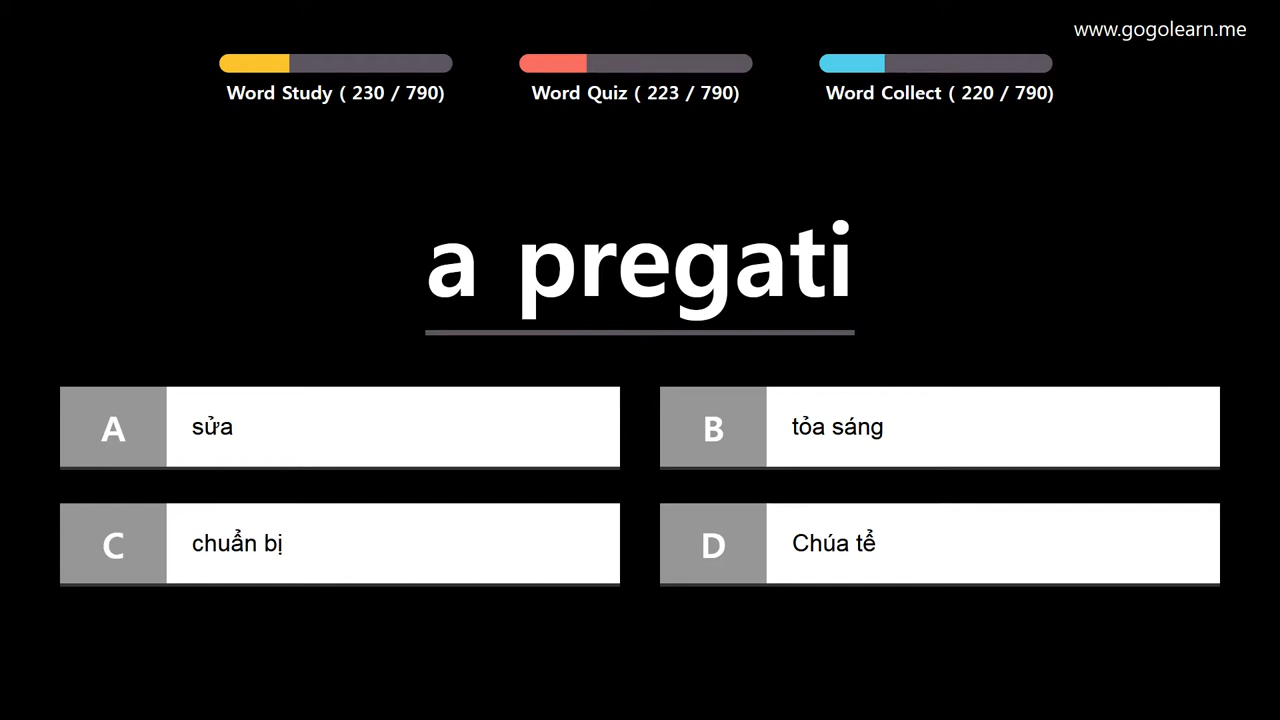 www.gogolearn.me
Word Study ( 230 / 790)
Word Quiz ( 223 / 790)
Word Collect ( 220 / 790)
a pregati
A sửa
B tỏa sáng
C chuẩn bị
D Chúa tể